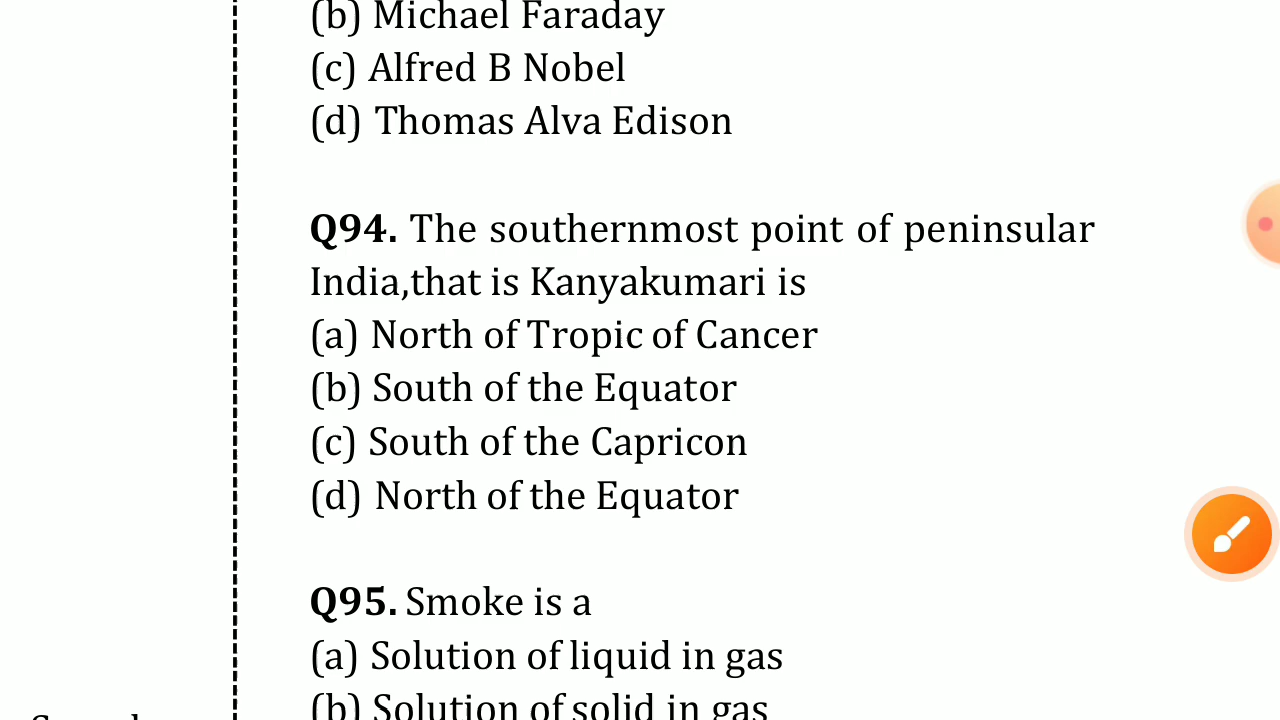 (b) Michael Faraday
(c) Alfred B Nobel
(d) Thomas Alva Edison
Q94. The southernmost point of peninsular
India,that is Kanyakumari is
(a) North of Tropic of Cancer
(b) South of the Equator
(c) South of the Capricon
(d) North of the Equator
Q95. Smoke is a
(a) Solution of liquid in gas
(b) Solution of solid in gas